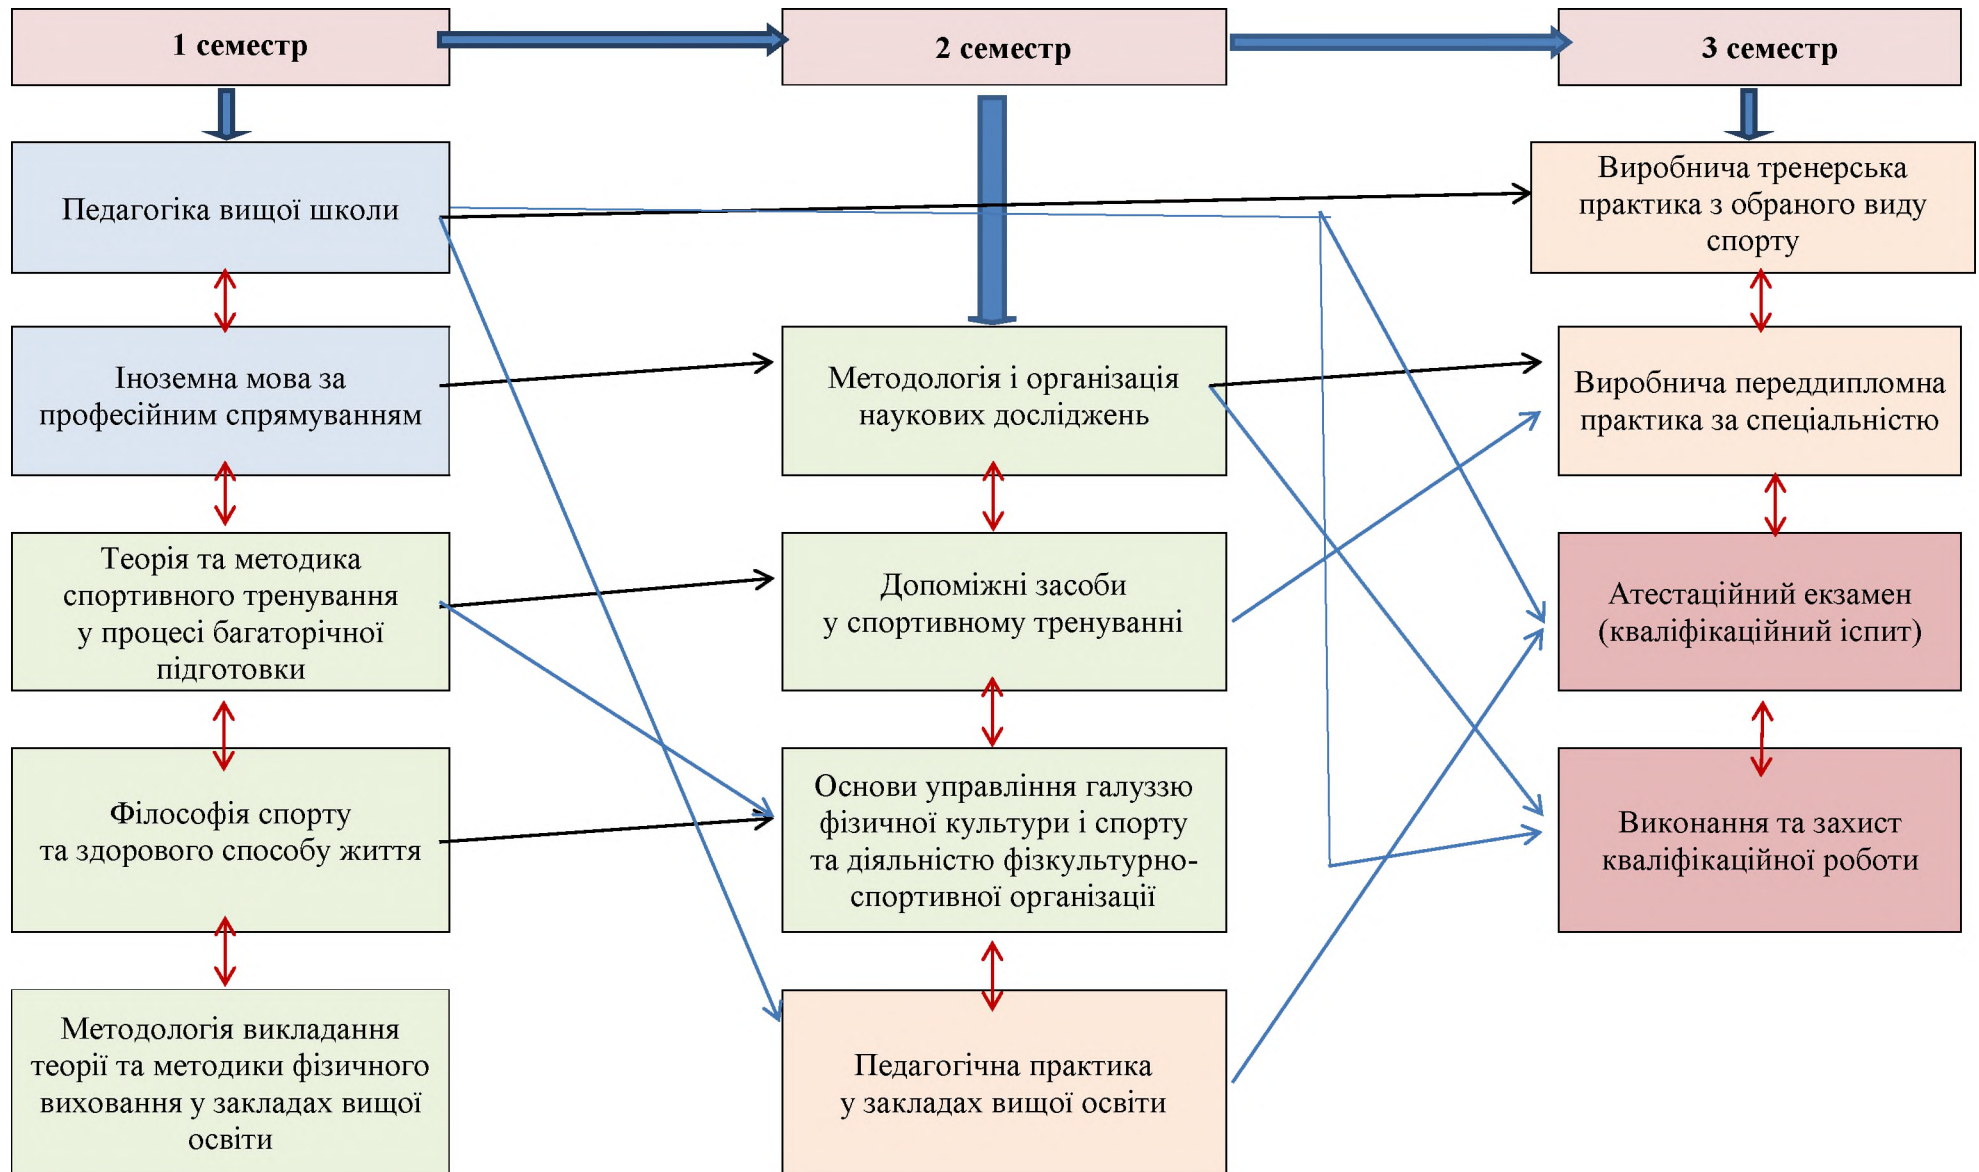 1 семестр
2 семестр
3 семестр
Педагогіка вищої школи
Іноземна мова за
професійним спрямуванням
Теорія та методика
спортивного тренування
у процесі багаторічної
підготовки
Філософія спорту
та здорового способу життя
Методологія викладання
теорії та методики фізичного
виховання у закладах вищої
освіти
Методологія і організація
наукових досліджень
Допоміжні засоби
у спортивному тренуванні
Основи управління галуззю
фізичної культури і спорту
та діяльністю фізкультурно-
спортивної організації
Педагогічна практика
у закладах вищої освіти
Виробнича тренерська
практика з обраного виду
спорту
Виробнича переддипломна
практика за спеціальністю
Атестаційний екзамен
(кваліфікаційний іспит)
Виконання та захист
кваліфікаційної роботи